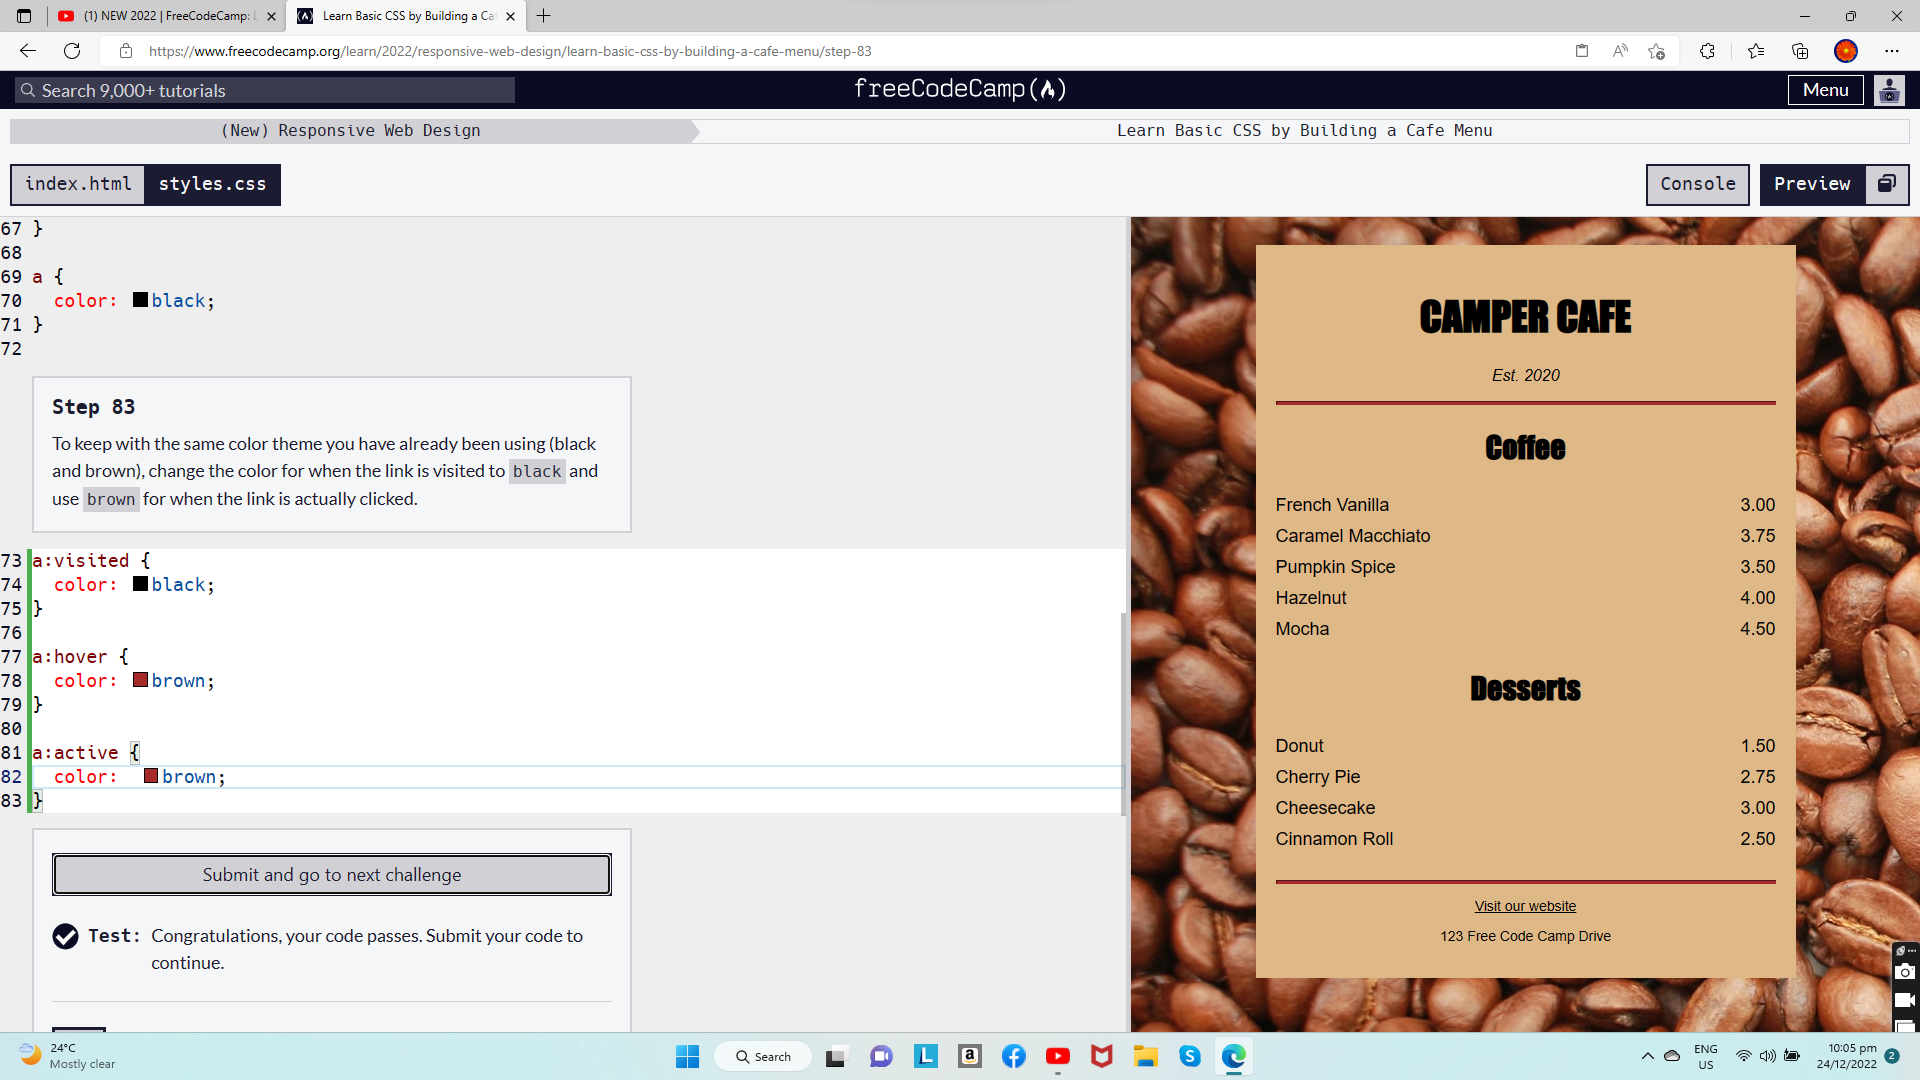 (1) NEW 2022 | FreeCodeCamp: L
Learn Basic CSS by Building a Caf
https://www.freecodecamp.org/learn/2022/responsive-web-design/learn-basic-css-by-building-a-cafe-menu/step-83
Search 9,000+ tutorials
freeCodeCamp
Menu
(New) Responsive Web Design
Learn Basic CSS by Building a Cafe Menu
index.html
styles.css
Console
Preview
67 }
68
69 a {
70 color: black;
71 }
72
Step 83
To keep with the same color theme you have already been using (black
and brown), change the color for when the link is visited to black and
use brown for when the link is actually clicked.
73 a:visited {
74 color: black;
75 }
76
77 a:hover {
78 color: brown;
79 }
80
81 a:active {
82 color: brown;
83 }
Submit and go to next challenge
Test: Congratulations, your code passes. Submit your code to
continue.
CAMPER CAFE
Est. 2020
Coffee
French Vanilla 3.00
Caramel Macchiato 3.75
Pumpkin Spice 3.50
Hazelnut 4.00
Mocha 4.50
Desserts
Donut 1.50
Cherry Pie 2.75
Cheesecake 3.00
Cinnamon Roll 2.50
Visit our website
123 Free Code Camp Drive
24°C
Mostly clear
Search
ENG
US
10:05 pm
24/12/2022
2